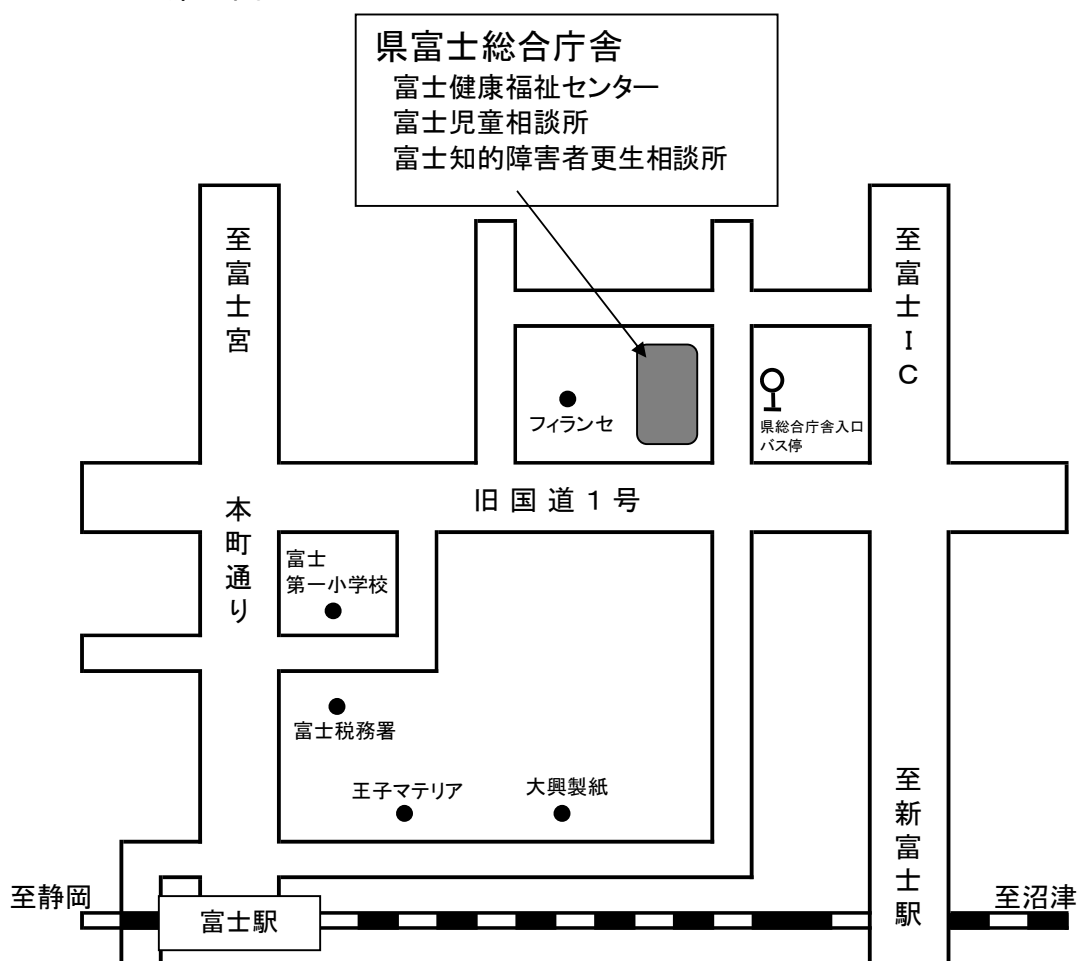 県富士総合庁舎
富士健康福祉センター
富士児童相談所
富士知的障害者更生相談所
至富士宮
至富士IC
フィランセ
県総合庁舎入口
バス停
旧国道1号
本町通り
富士
第一小学校
富士税務署
王子マテリア
大興製紙
至新富士駅
至静岡
富士駅
至沼津